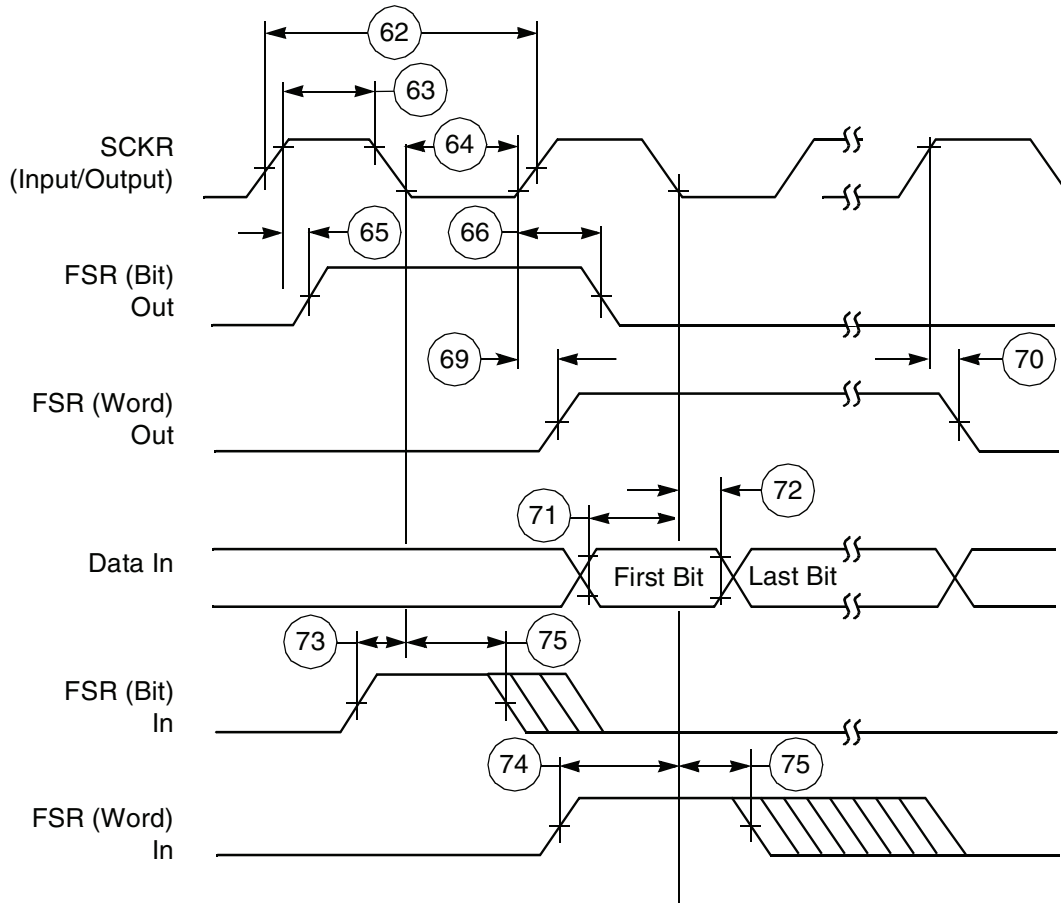 62
63
SCKR
(Input/Output)
64
65
66
FSR (Bit)
Out
69
70
FSR (Word)
Out
71
72
Data In
First Bit
Last Bit
73
75
FSR (Bit)
In
74
75
FSR (Word)
In